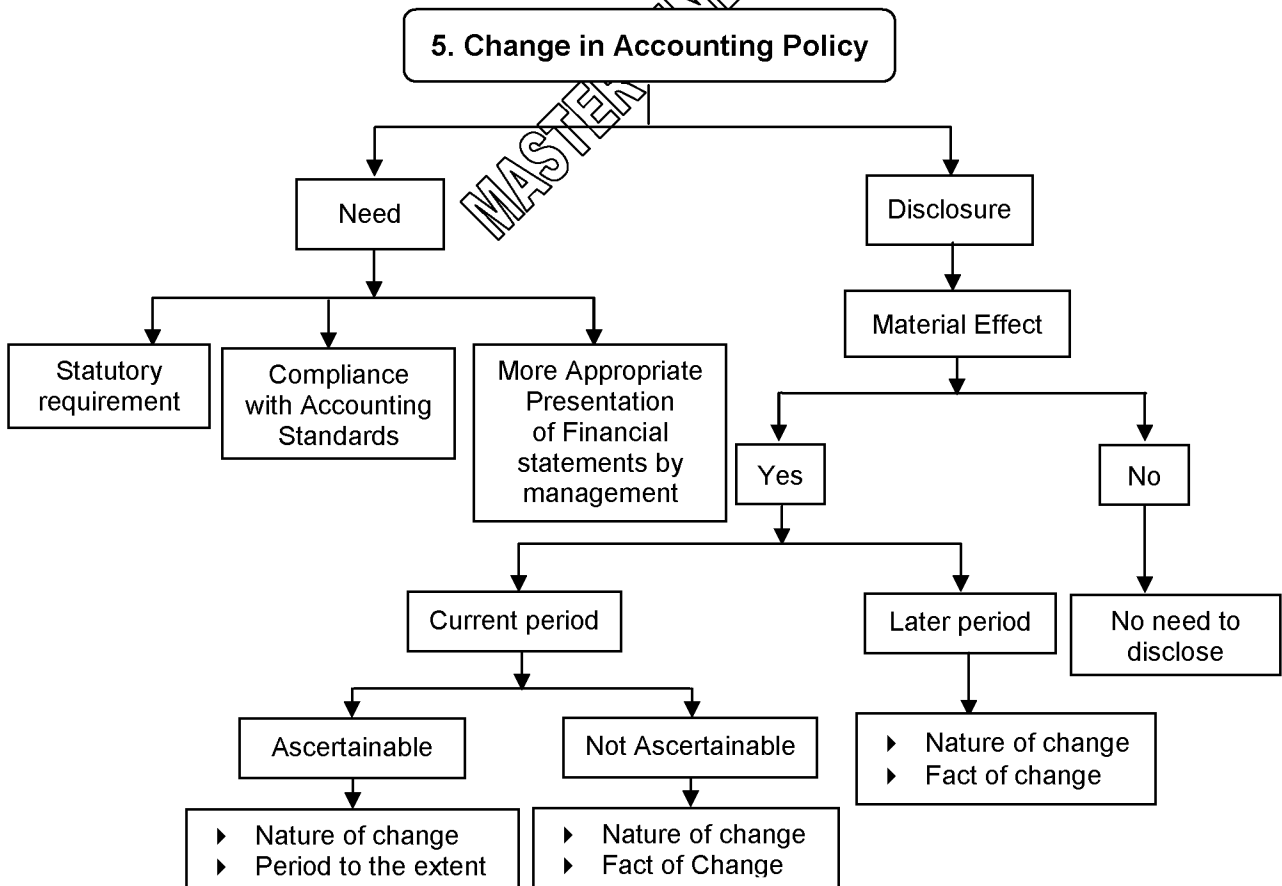 5. Change in Accounting Policy
MASTER
Need
Disclosure
Material Effect
Statutory
requirement
Compliance
with Accounting
Standards
More Appropriate
Presentation
of Financial
statements by
management
Yes
No
Current period
Later period
No need to
disclose
Ascertainable
Not Ascertainable
Nature of change
Fact of change
Nature of change
Period to the extent
Nature of change
Fact of Change